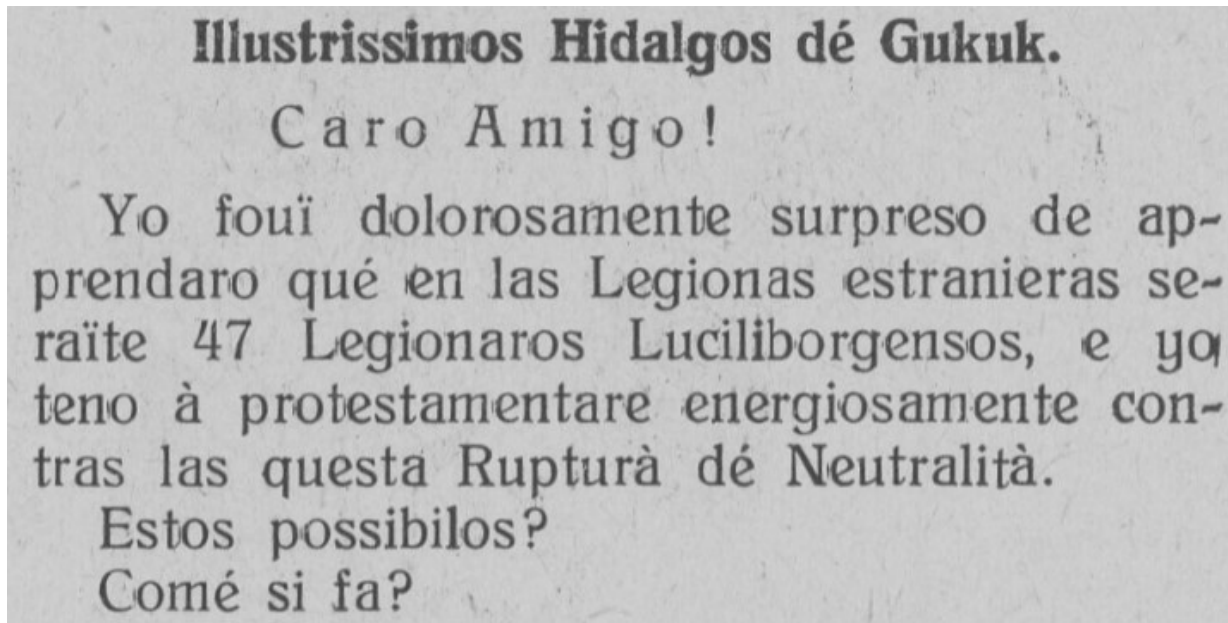 Illustrissimos Hidalgos dé Gukuk.
Caro Amigo!
Yo fouï dolorosamente surpreso de ap-
prendaro qué en las Legionas estranieras se-
raïte 47 Legionaros Luciliborgensos, e yo
teno à protestamentare energiosamente con-
tras las questa Rupturà dé Neutralità.
Estos possibilos?
Comé si fa?